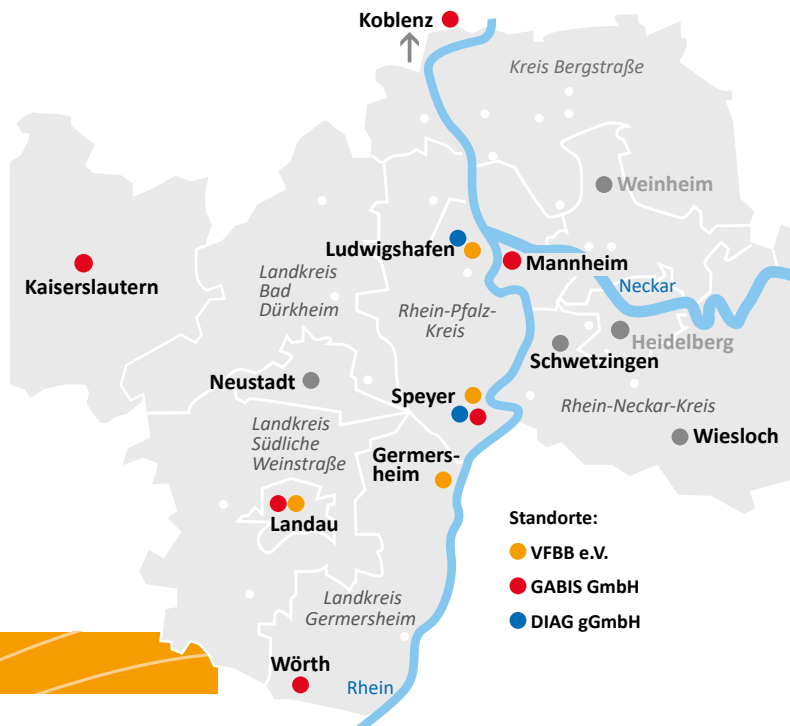 Koblenz
Kreis Bergstraße
Weinheim
Ludwigshafen
Mannheim
Kaiserslautern
Landkreis
Bad
Dürkheim
Neckar
Rhein-Pfalz-
Kreis
Heidelberg
Schwetzingen
Neustadt
Speyer
Rhein-Neckar-Kreis
Wiesloch
Landkreis
Südliche
Weinstraße
Germers-
heim
Landau
Standorte:
VFBB e.V.
GABIS GmbH
DIAG gGmbH
Landkreis
Germersheim
Wörth
Rhein